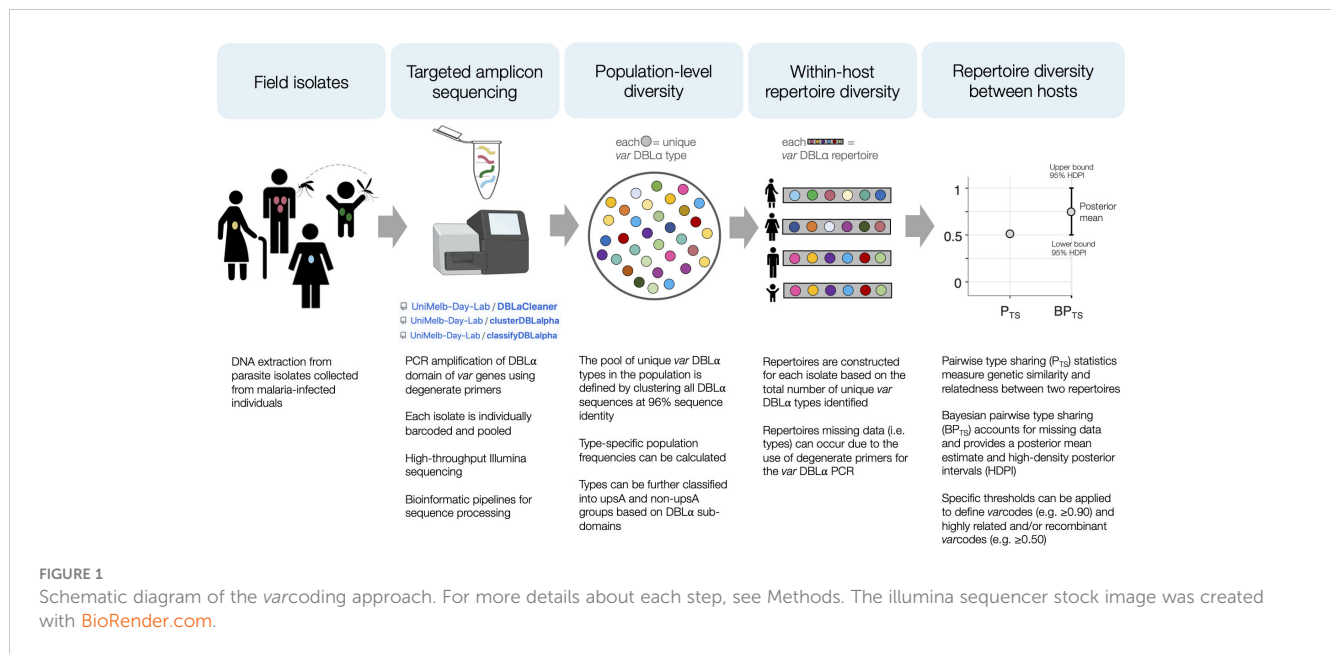 Field isolates
Targeted amplicon
sequencing
Population-level
diversity
Within-host
repertoire diversity
Repertoire diversity
between hosts
each = unique
var DBLα type
each =
var DBLα repertoire
Upper bound
95% HDPI
1
Posterior
mean
0.5
Lower bound
95% HDPI
0
PTS
BPTS
UniMelb-Day-Lab / DBLaCleaner
UniMelb-Day-Lab / clusterDBLalpha
UniMelb-Day-Lab / classifyDBLalpha
DNA extraction from
parasite isolates collected
from malaria-infected
individuals
PCR amplification of DBLα
domain of var genes using
degenerate primers
Each isolate is individually
barcoded and pooled
High-throughput Illumina
sequencing
Bioinformatic pipelines for
sequence processing
The pool of unique var DBLα
types in the population is
defined by clustering all DBLα
sequences at 96% sequence
identity
Type-specific population
frequencies can be calculated
Types can be further classified
into upsA and non-upsA
groups based on DBLα sub-
domains
Repertoires are constructed
for each isolate based on the
total number of unique var
DBLα types identified
Repertoires missing data (i.e.
types) can occur due to the
use of degenerate primers for
the var DBLα PCR
Pairwise type sharing (PTS) statistics
measure genetic similarity and
relatedness between two repertoires
Bayesian pairwise type sharing
(BPTS) accounts for missing data
and provides a posterior mean
estimate and high-density posterior
intervals (HDPI)
Specific thresholds can be applied
to define varcodes (e.g. ≥0.90) and
highly related and/or recombinant
varcodes (e.g. ≥0.50)
FIGURE 1
Schematic diagram of the varcoding approach. For more details about each step, see Methods. The illumina sequencer stock image was created
with BioRender.com.